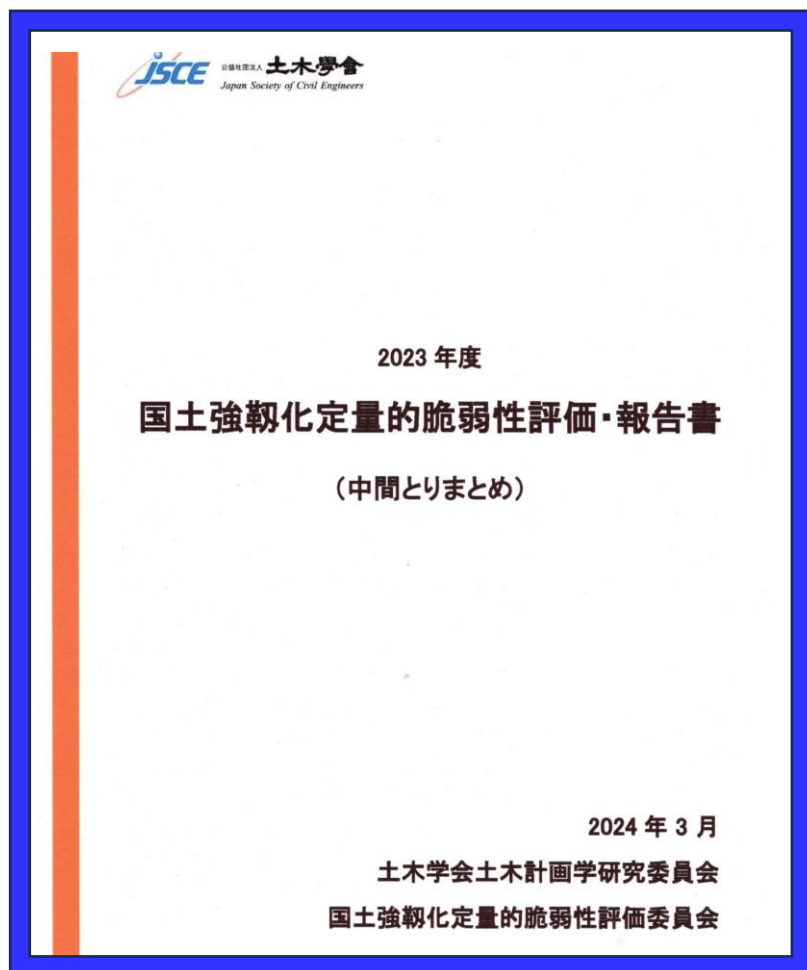 JSCE 公益社団法人 土木學會
Japan Society of Civil Engineers
2023 年度
国土強靱化定量的脆弱性評価・報告書
（中間とりまとめ）
2024 年 3 月
土木学会土木計画学研究委員会
国土強靱化定量的脆弱性評価委員会